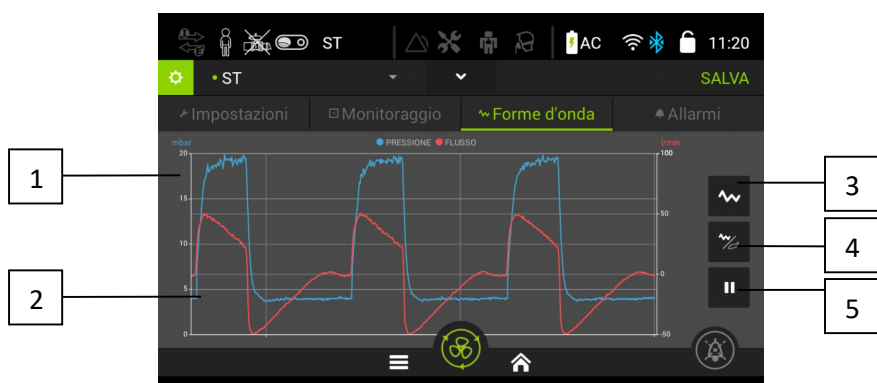 ST AC 11:20
• ST SALVA
Impostazioni Monitoraggio Forme d'onda Allarmi
mbar PRESSIONE FLUSSO l/min
20 100
1 3
15 50
4
10 0
2 5
5
0 -50